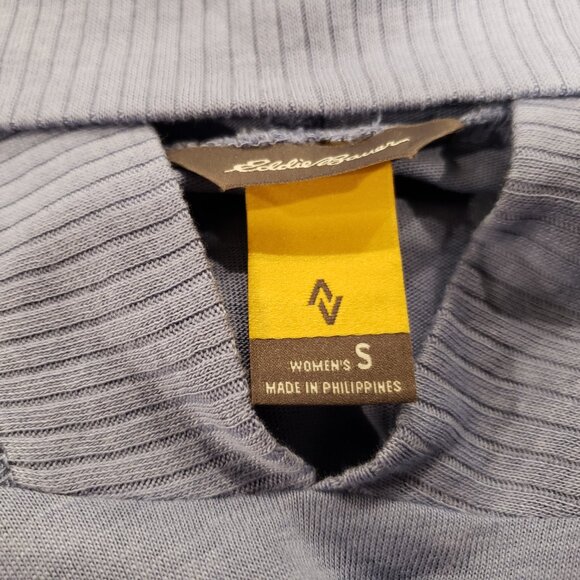 Eddie Bauer
WOMEN'S S
MADE IN PHILIPPINES